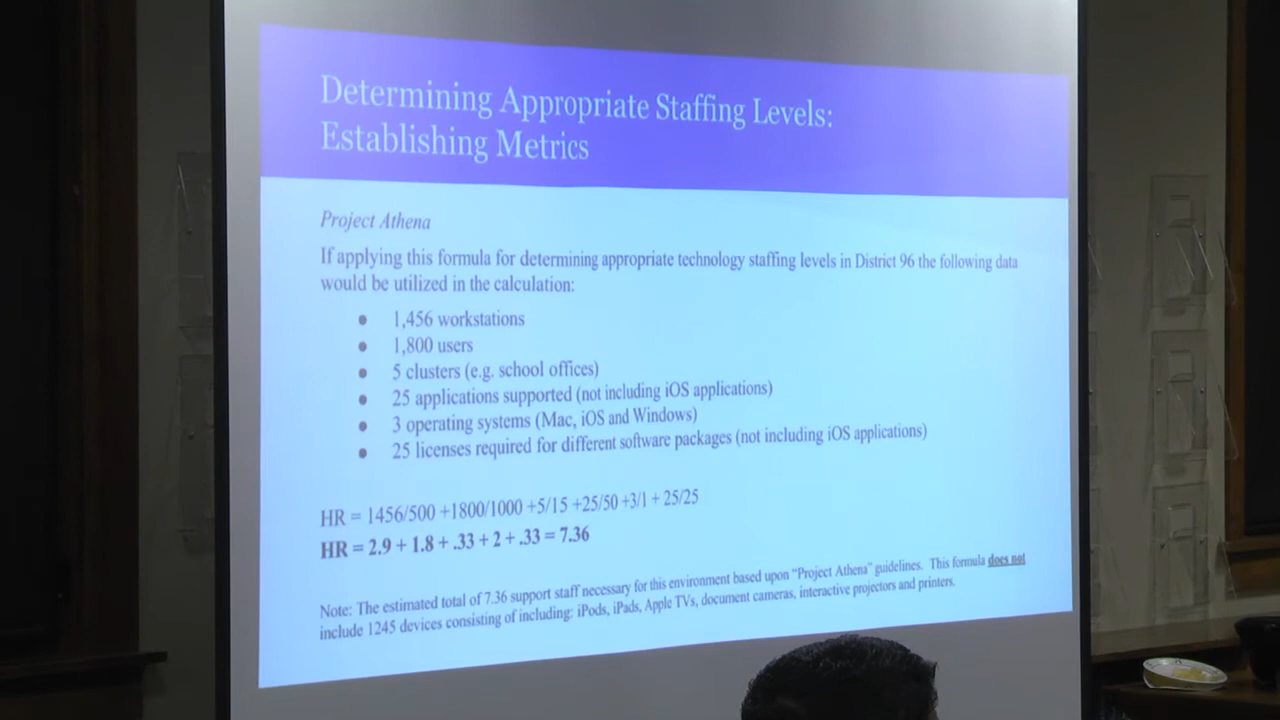 Determining Appropriate Staffing Levels:
Establishing Metrics
Project Athena
If applying this formula for determining appropriate technology staffing levels in District 96 the following data
would be utilized in the calculation:
● 1,456 workstations
● 1,800 users
● 5 clusters (e.g. school offices)
● 25 applications supported (not including iOS applications)
● 3 operating systems (Mac, iOS and Windows)
● 25 licenses required for different software packages (not including iOS applications)
HR = 1456/500 +1800/1000 +5/15 +25/50 +3/1 + 25/25
HR = 2.9 + 1.8 + .33 + 2 + .33 = 7.36
Note: The estimated total of 7.36 support staff necessary for this environment based upon "Project Athena" guidelines. This formula does not
include 1245 devices consisting of including: iPods, iPads, Apple TVs, document cameras, interactive projectors and printers.